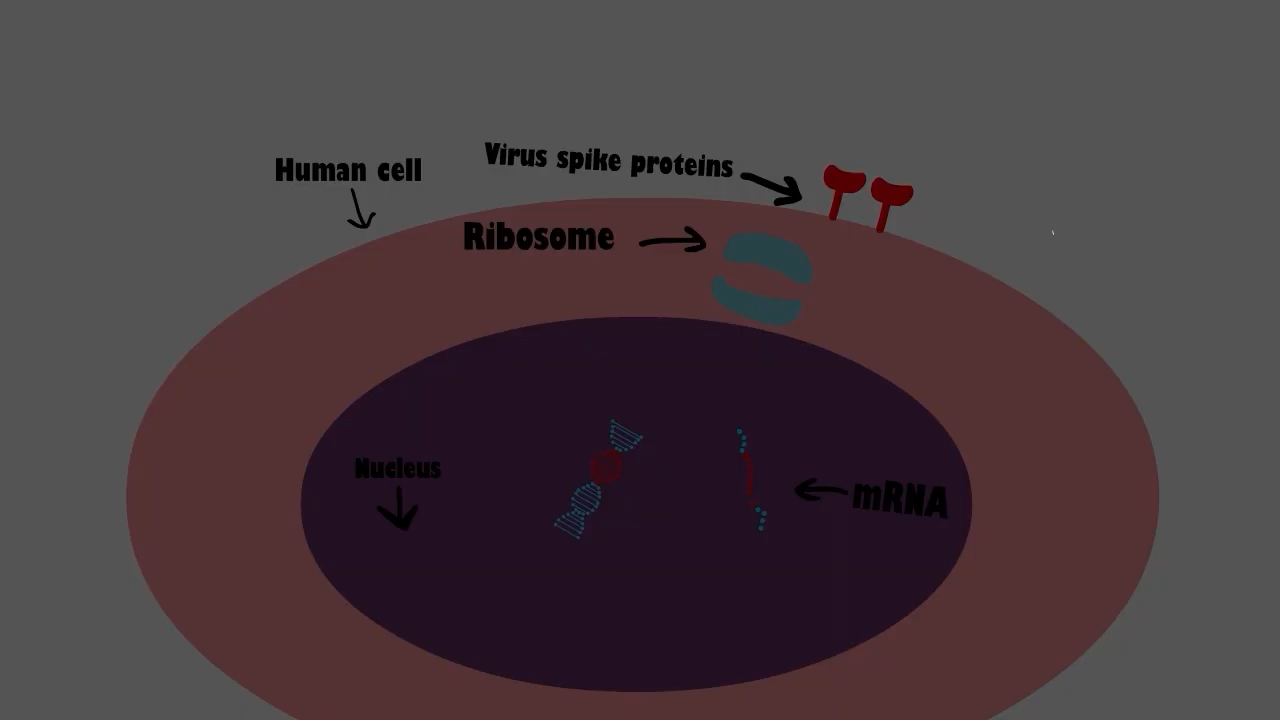 Virus spike proteins
Human cell
Ribosome
Nucleus
mRNA